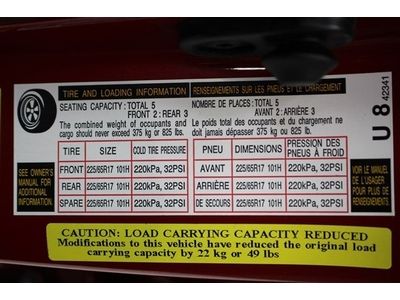 TIRE AND LOADING INFORMATION
SEATING CAPACITY: TOTAL 5
FRONT 2 : REAR 3
The combined weight of occupants and
cargo should never exceed 375 kg or 825 lbs.
TIRE SIZE COLD TIRE PRESSURE
FRONT 225/65R17 101H 220kPa, 32PSI
REAR 225/65R17 101H 220kPa, 32PSI
SPARE 225/65R17 101H 220kPa, 32PSI
SEE OWNER'S
MANUAL FOR
ADDITIONAL
INFORMATION
RENSEIGNEMENTS SUR LES PNEUS ET LE CHARGEMENT
NOMBRE DE PLACES : TOTAL 5
AVANT 2 : ARRIÈRE 3
Le poids total des occupants et du chargement ne
doit jamais dépasser 375 kg ou 825 lb.
PNEU DIMENSIONS PRESSION DES
PNEUS À FROID
AVANT 225/65R17 101H 220kPa, 32PSI
ARRIÈRE 225/65R17 101H 220kPa, 32PSI
DE SECOURS 225/65R17 101H 220kPa, 32PSI
VOIR LE MANUEL
DE L'USAGER
POUR PLUS DE
RENSEIGNEMENTS
U 8 42341
CAUTION: LOAD CARRYING CAPACITY REDUCED
Modifications to this vehicle have reduced the original load
carrying capacity by 22 kg or 49 lbs